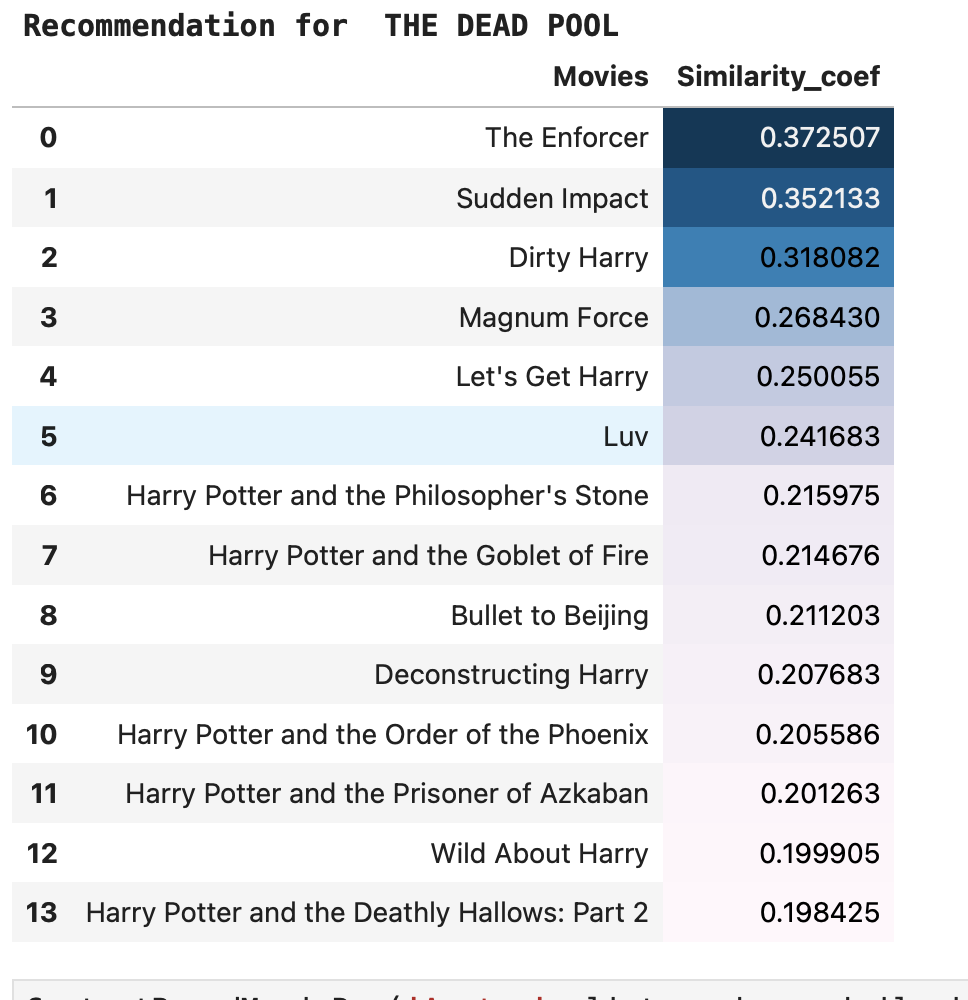 Recommendation for THE DEAD POOL
Movies Similarity_coef
0 The Enforcer 0.372507
1 Sudden Impact 0.352133
2 Dirty Harry 0.318082
3 Magnum Force 0.268430
4 Let's Get Harry 0.250055
5 Luv 0.241683
6 Harry Potter and the Philosopher's Stone 0.215975
7 Harry Potter and the Goblet of Fire 0.214676
8 Bullet to Beijing 0.211203
9 Deconstructing Harry 0.207683
10 Harry Potter and the Order of the Phoenix 0.205586
11 Harry Potter and the Prisoner of Azkaban 0.201263
12 Wild About Harry 0.199905
13 Harry Potter and the Deathly Hallows: Part 2 0.198425